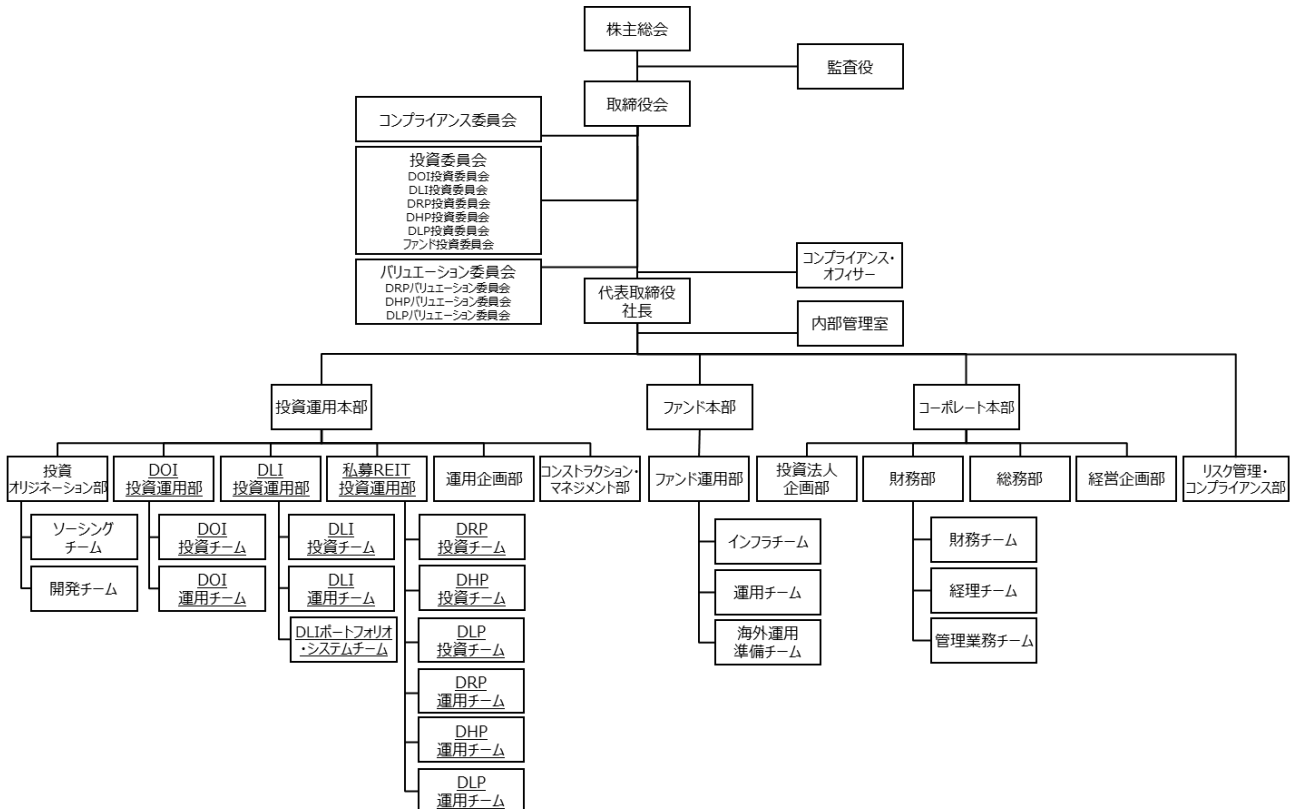 株主総会
監査役
取締役会
コンプライアンス委員会
投資委員会
DOI投資委員会
DLI投資委員会
DRP投資委員会
DHP投資委員会
DLP投資委員会
ファンド投資委員会
バリュエーション委員会
DRPバリュエーション委員会
DHPバリュエーション委員会
DLPバリュエーション委員会
コンプライアンス・
オフィサー
代表取締役
社長
内部管理室
投資運用本部
ファンド本部
コーポレート本部
投資
オリジネーション部
DOI
投資運用部
DLI
投資運用部
私募REIT
投資運用部
運用企画部
コンストラクション・
マネジメント部
ファンド運用部
投資法人
企画部
財務部
総務部
経営企画部
リスク管理・
コンプライアンス部
ソーシング
チーム
開発チーム
DOI
投資チーム
DOI
運用チーム
DLI
投資チーム
DLI
運用チーム
DLIポートフォリオ
・システムチーム
DRP
投資チーム
DHP
投資チーム
DLP
投資チーム
DRP
運用チーム
DHP
運用チーム
DLP
運用チーム
インフラチーム
運用チーム
海外運用
準備チーム
財務チーム
経理チーム
管理業務チーム